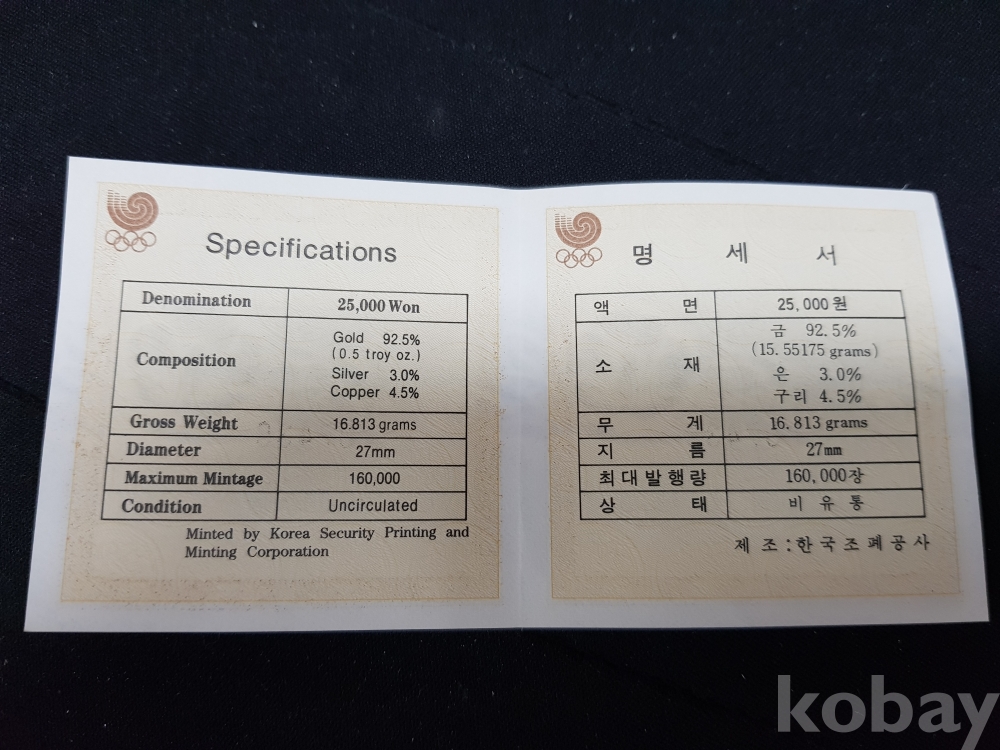 Specifications
Denomination 25,000 Won
Composition Gold 92.5%
(0.5 troy oz.)
Silver 3.0%
Copper 4.5%
Gross Weight 16.813 grams
Diameter 27mm
Maximum Mintage 160,000
Condition Uncirculated
Minted by Korea Security Printing and
Minting Corporation
명 세 서
액 면 25,000원
소 재 금 92.5%
(15.55175 grams)
은 3.0%
구리 4.5%
무 게 16.813 grams
지 름 27mm
최대발행량 160,000장
상 태 비 유 통
제 조:한국조폐공사
kobay